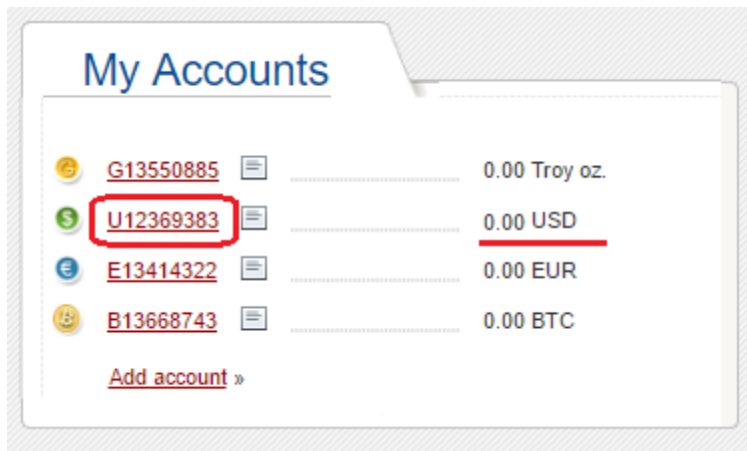 My Accounts
G13550885 0.00 Troy oz.
U12369383 0.00 USD
E13414322 0.00 EUR
B13668743 0.00 BTC
Add account »